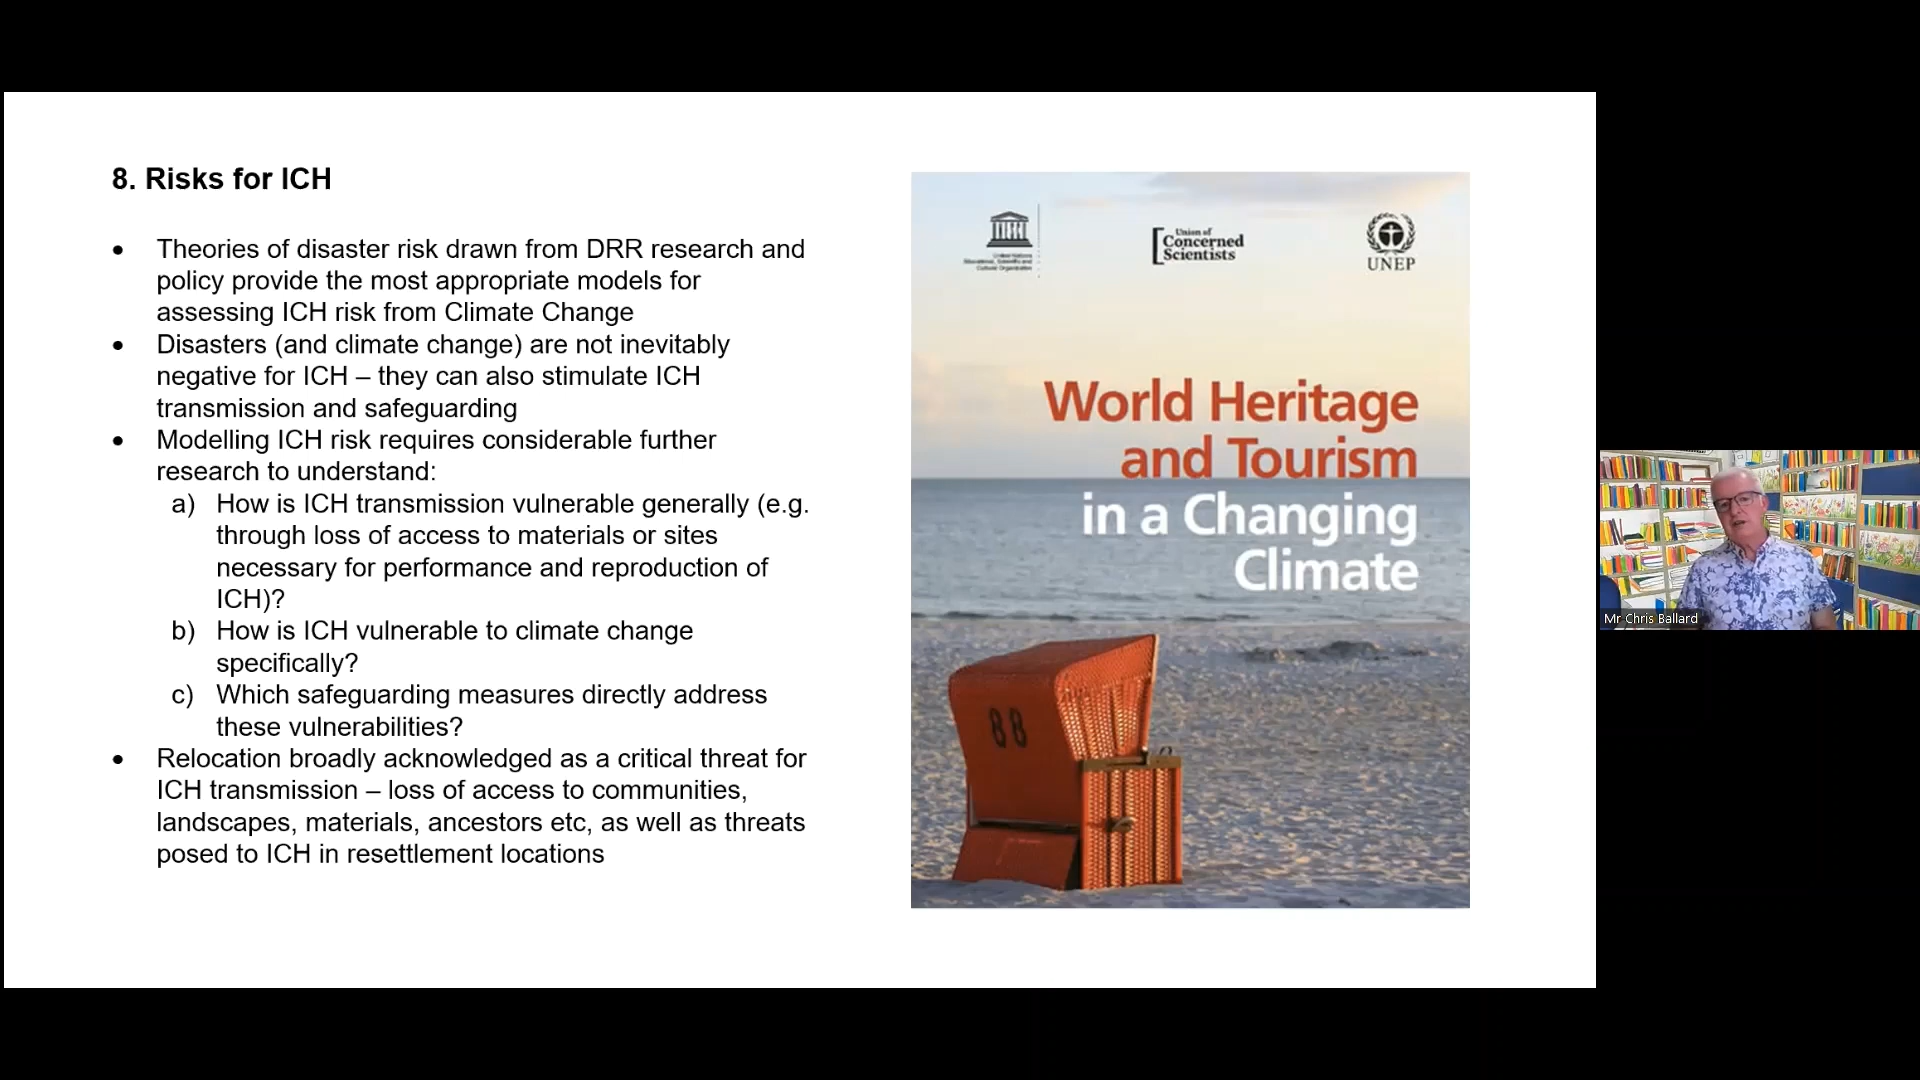 8. Risks for ICH
• Theories of disaster risk drawn from DRR research and
policy provide the most appropriate models for
assessing ICH risk from Climate Change
• Disasters (and climate change) are not inevitably
negative for ICH – they can also stimulate ICH
transmission and safeguarding
• Modelling ICH risk requires considerable further
research to understand:
a) How is ICH transmission vulnerable generally (e.g.
through loss of access to materials or sites
necessary for performance and reproduction of
ICH)?
b) How is ICH vulnerable to climate change
specifically?
c) Which safeguarding measures directly address
these vulnerabilities?
• Relocation broadly acknowledged as a critical threat for
ICH transmission – loss of access to communities,
landscapes, materials, ancestors etc, as well as threats
posed to ICH in resettlement locations
United Nations
Educational, Scientific and
Cultural Organization
Union of
Concerned
Scientists
UNEP
World Heritage
and Tourism
in a Changing
Climate
88
Mr Chris Ballard